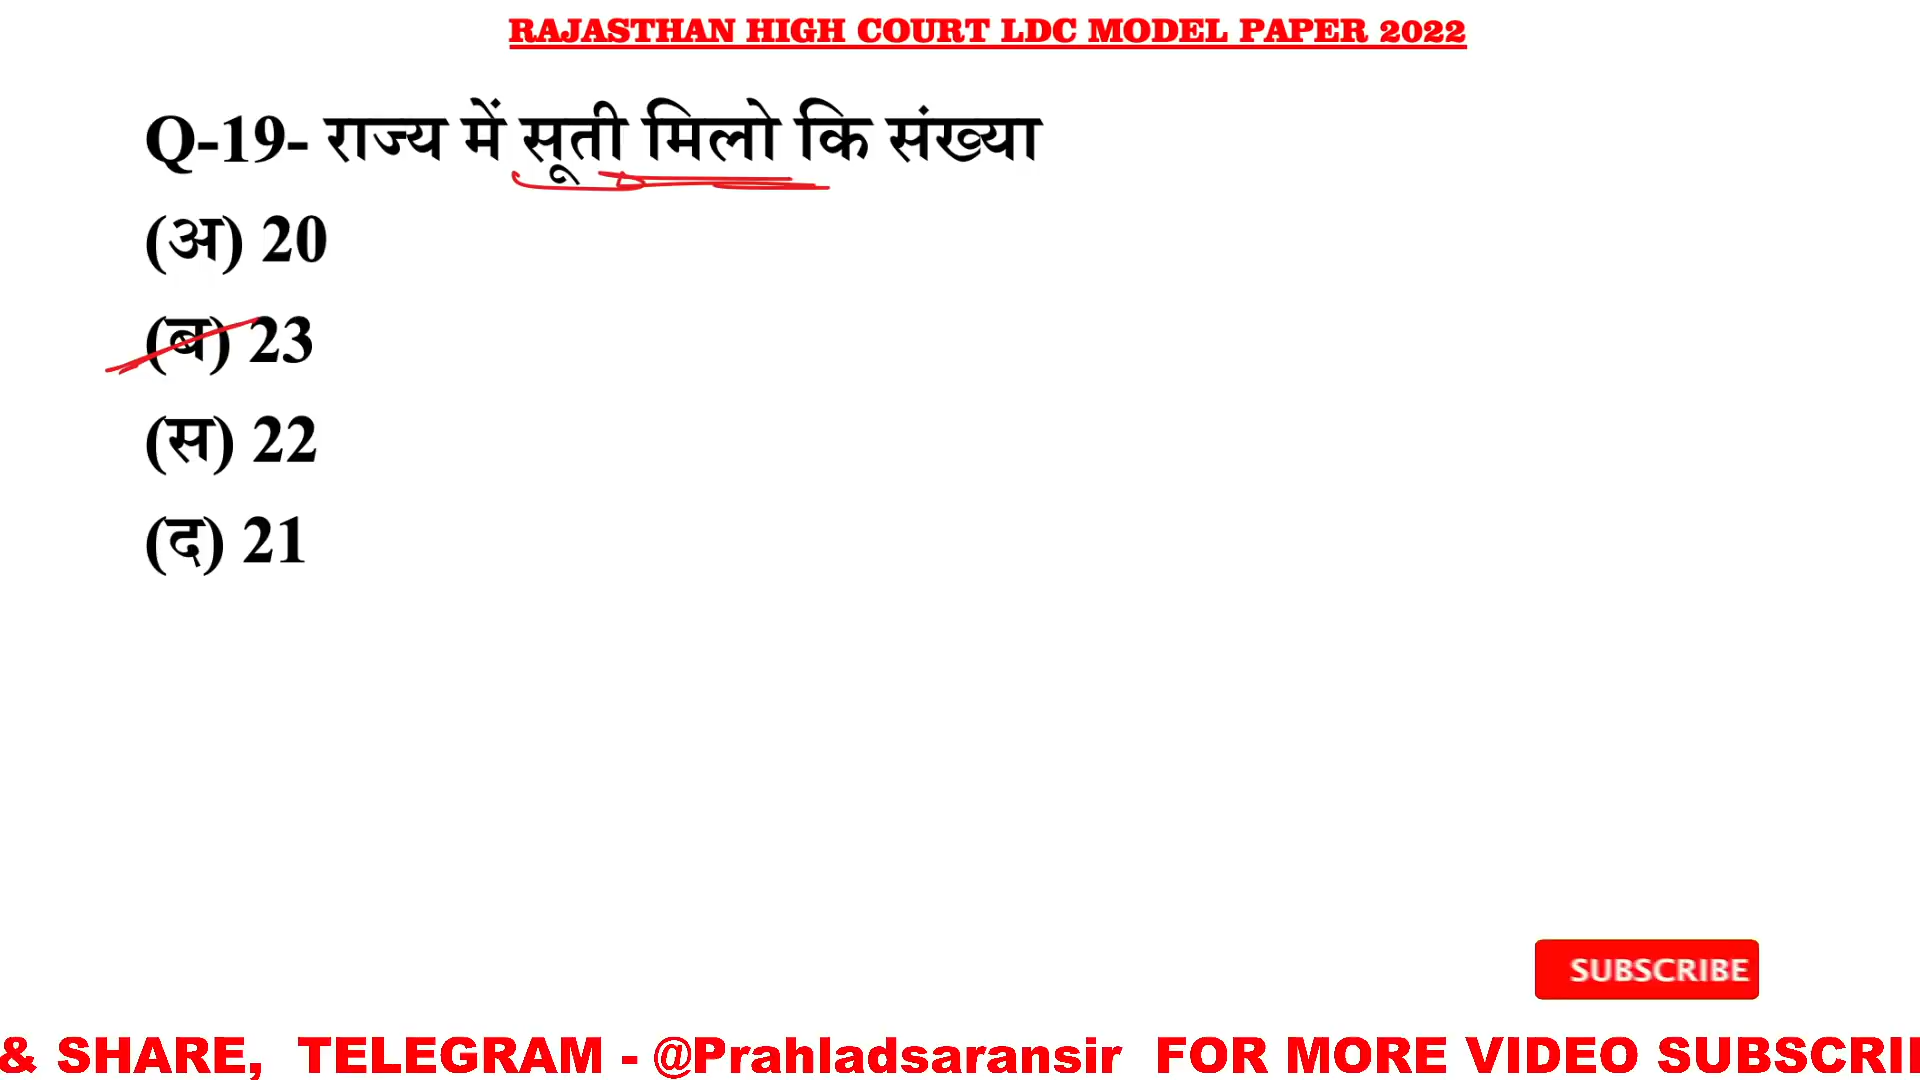 RAJASTHAN HIGH COURT LDC MODEL PAPER 2022
Q-19- राज्य में सूती मिलो कि संख्या
(अ) 20
(ब) 23
(स) 22
(द) 21
SUBSCRIBE
& SHARE, TELEGRAM - @Prahladsaransir FOR MORE VIDEO SUBSCRI